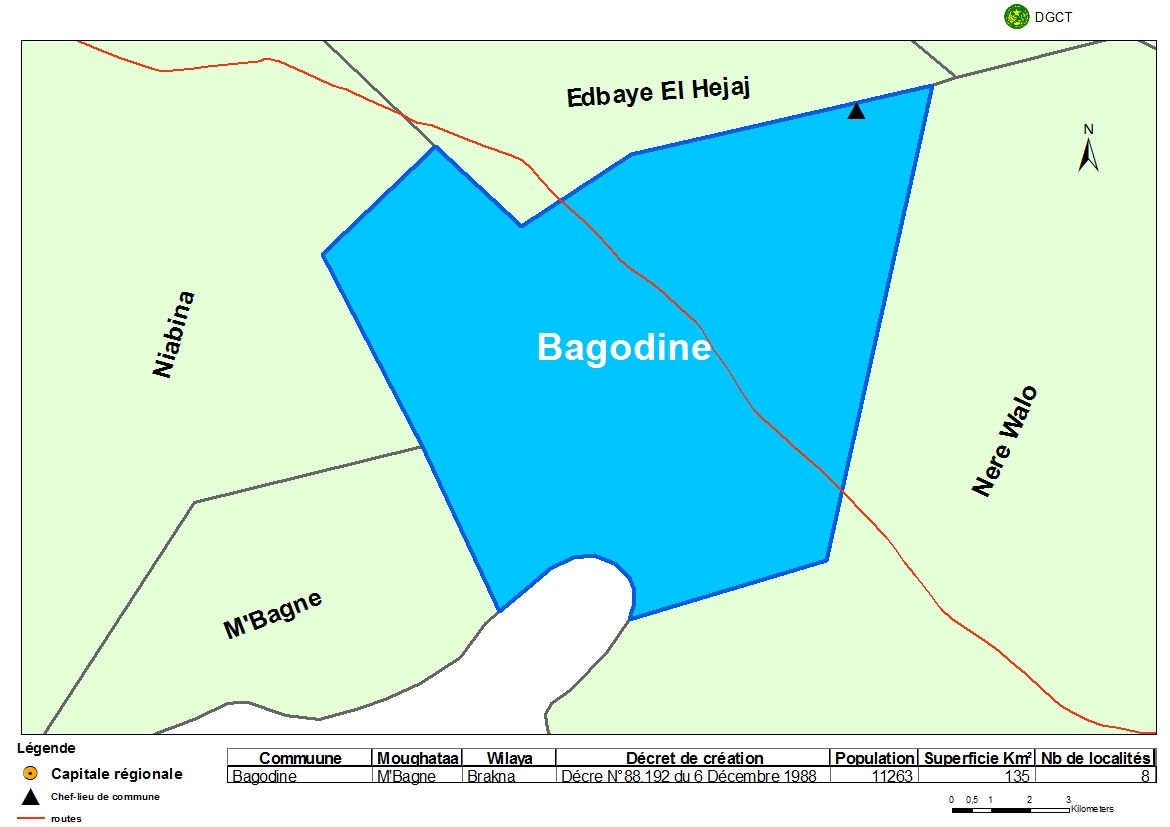 DGCT
Edbaye El Hejaj
N
Niabina
Bagodine
Nere Walo
M'Bagne
Légende
Capitale régionale
Chef-lieu de commune
routes
Commuune Moughataa Wilaya Décret de création Population Superficie Km² Nb de localités
Bagodine M'Bagne Brakna Décre N°88.192 du 6 Décembre 1988 11263 135 8
0 0,5 1 2 3
Kilometers